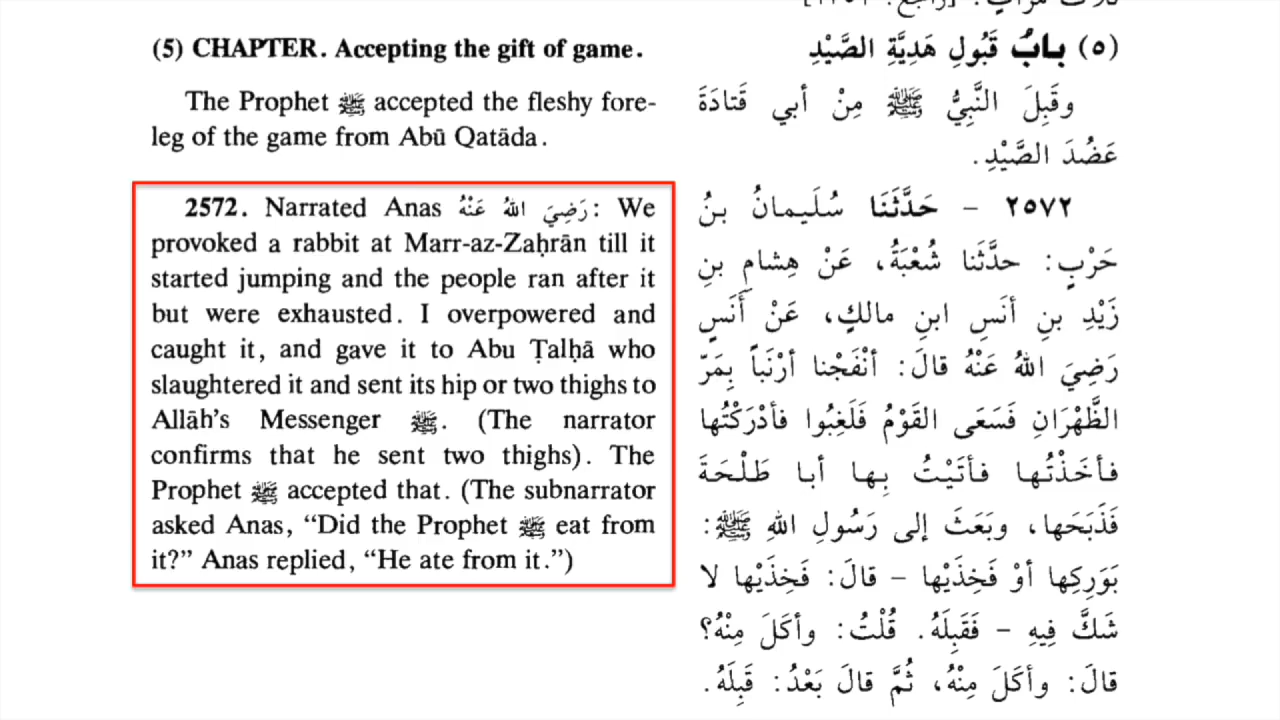 (5) CHAPTER. Accepting the gift of game.
The Prophet ﷺ accepted the fleshy fore-
leg of the game from Abū Qatāda.
2572. Narrated Anas رَضِيَ اللهُ عَنْهُ: We
provoked a rabbit at Marr-az-Zaḥrān till it
started jumping and the people ran after it
but were exhausted. I overpowered and
caught it, and gave it to Abu Ṭalḥā who
slaughtered it and sent its hip or two thighs to
Allāh’s Messenger ﷺ. (The narrator
confirms that he sent two thighs). The
Prophet ﷺ accepted that. (The subnarrator
asked Anas, “Did the Prophet ﷺ eat from
it?” Anas replied, “He ate from it.”)
(٥) بابُ قَبُولِ هَدِيَّةِ الصَّيْدِ
وقَبِلَ النَّبِيُّ ﷺ مِنْ أبي قَتادَةَ
عَضُدَ الصَّيْدِ.
٢٥٧٢ – حَدَّثَنَا سُلَيمانُ بنُ
حَرْبٍ: حدَّثَنا شُعْبَةُ، عَنْ هِشامِ بنِ
زَيْدِ بنِ أنَسِ ابنِ مالكٍ، عَنْ أَنَسٍ
رَضِيَ اللهُ عَنْهُ قالَ: أنْفَجْنا أرْنَباً بِمَرّ
الظَّهْرَانِ فَسَعَى القَوْمُ فَلَغِبُوا فأدْرَكْتُها
فأخَذْتُها فأتَيْتُ بِها أبا طَلْحَةَ
فَذَبَحَها، وبَعَثَ إلى رَسُولِ اللهِ ﷺ:
بَوَرِكِها أوْ فَخِذَيْها – قالَ: فَخِذَيْها لا
شَكَّ فِيهِ – فَقَبِلَهُ. قُلْتُ: وأكَلَ مِنْهُ؟
قالَ: وأكَلَ مِنْهُ، ثُمَّ قالَ بَعْدُ: قَبِلَهُ.